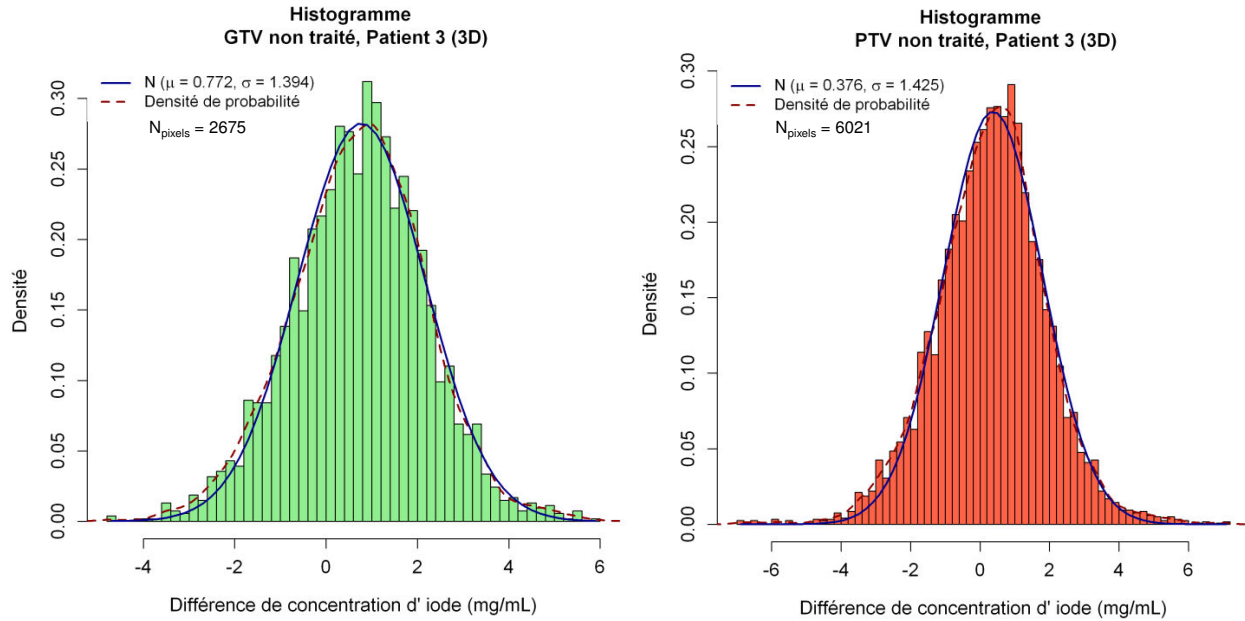 Histogramme
GTV non traité, Patient 3 (3D)
N (μ = 0.772, σ = 1.394)
Densité de probabilité
N_pixels = 2675
0.30
0.25
0.20
0.15
0.10
0.05
0.00
Densité
-4 -2 0 2 4 6
Différence de concentration d' iode (mg/mL)
Histogramme
PTV non traité, Patient 3 (3D)
N (μ = 0.376, σ = 1.425)
Densité de probabilité
N_pixels = 6021
0.30
0.25
0.20
0.15
0.10
0.05
0.00
Densité
-6 -4 -2 0 2 4 6
Différence de concentration d' iode (mg/mL)